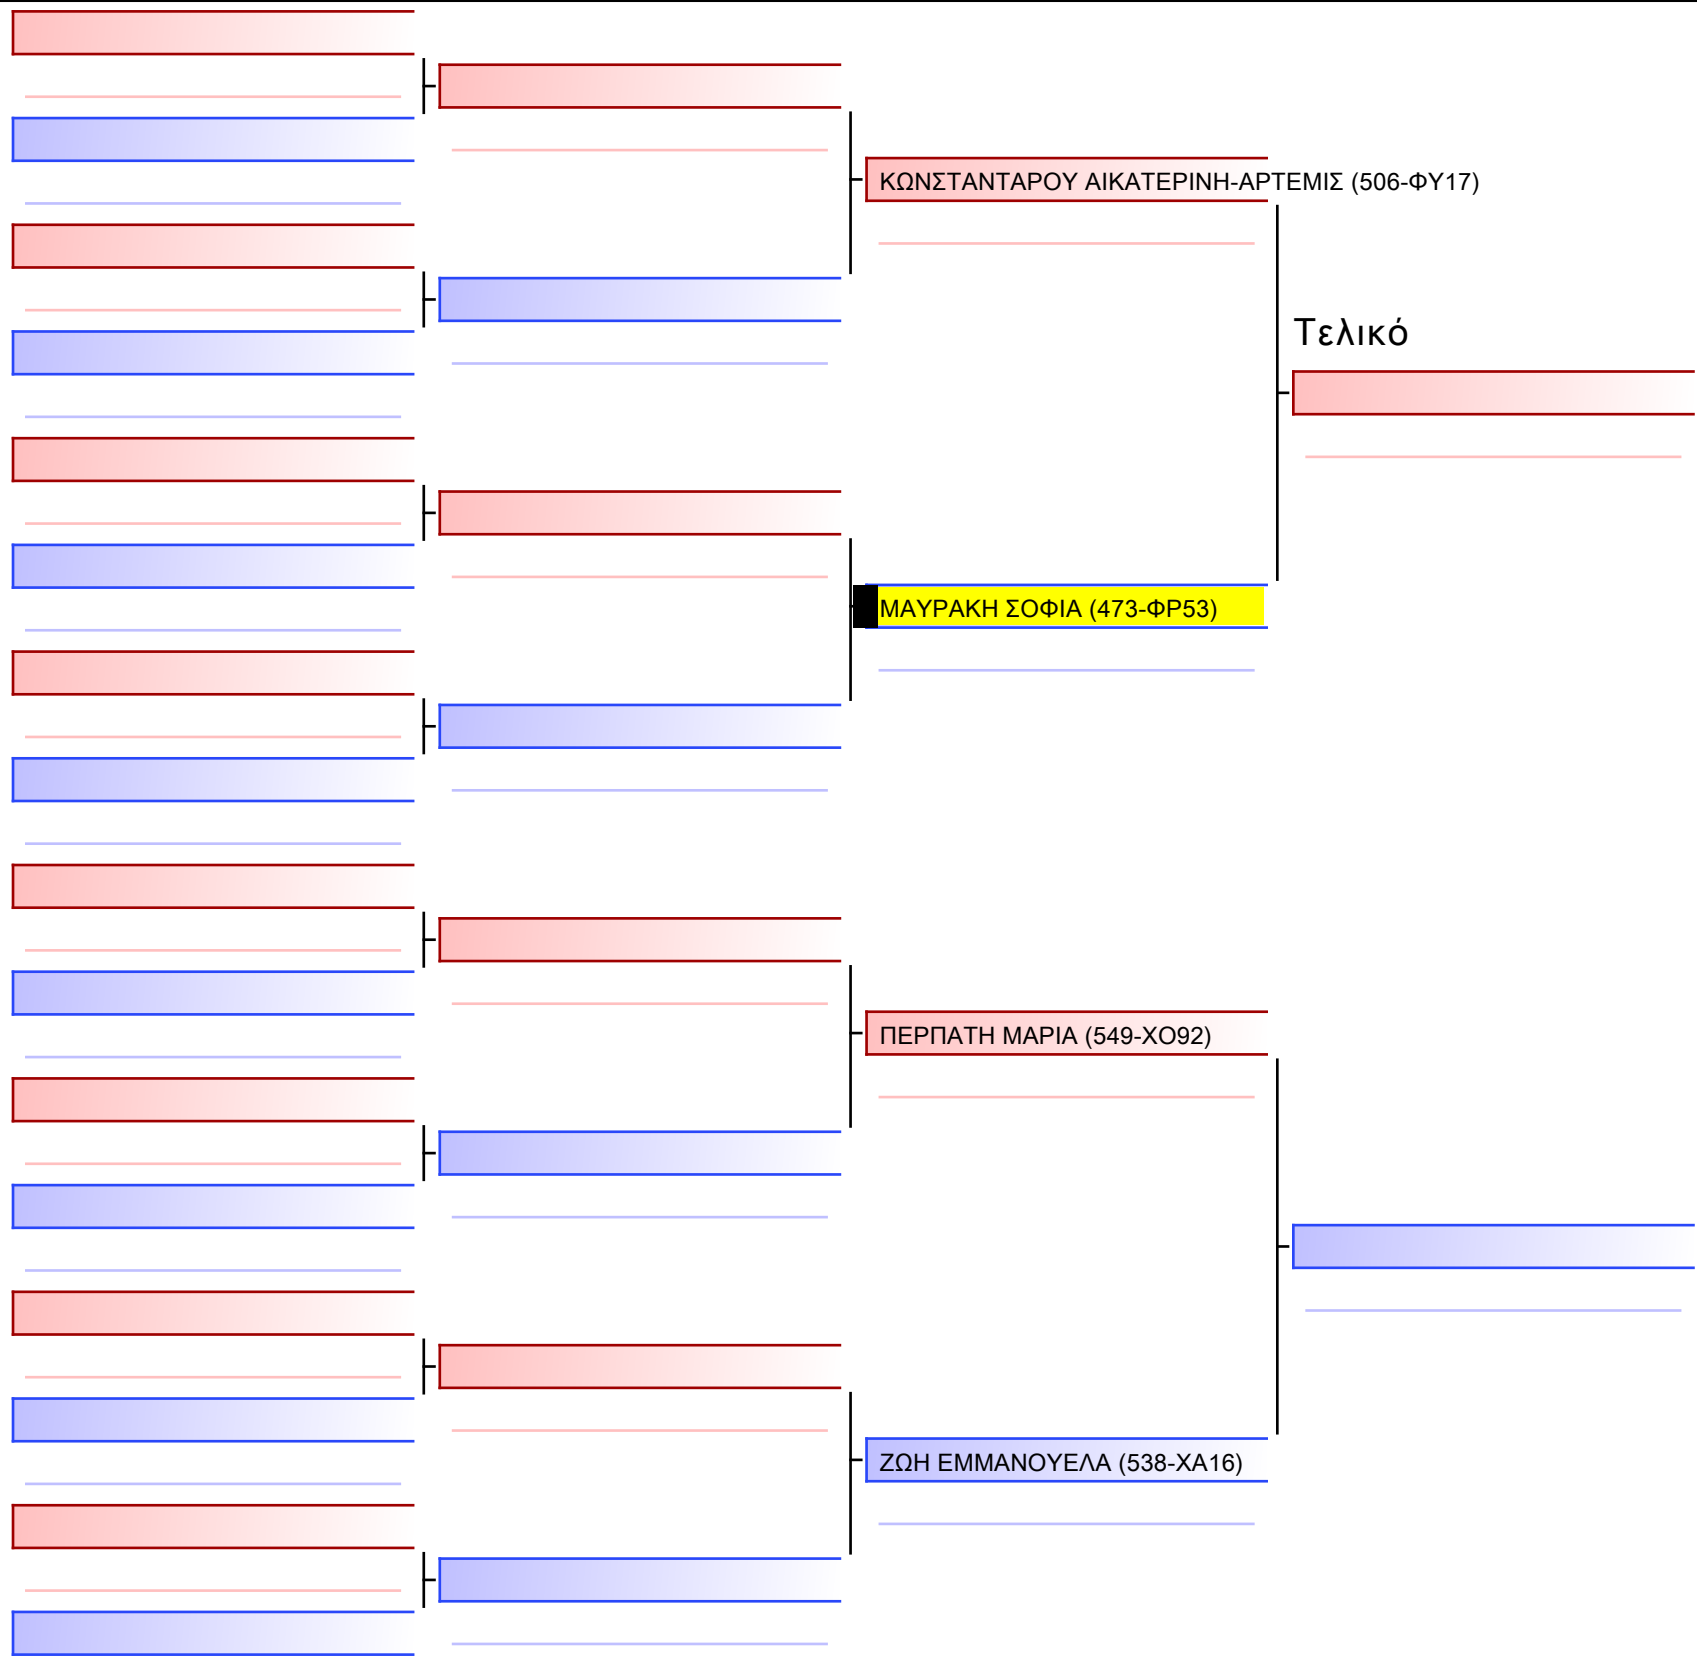 ΚΩΝΣΤΑΝΤΑΡΟΥ ΑΙΚΑΤΕΡΙΝΗ-ΑΡΤΕΜΙΣ (506-ΦΥ17)
Τελικό
ΜΑΥΡΑΚΗ ΣΟΦΙΑ (473-ΦΡ53)
ΠΕΡΠΑΤΗ ΜΑΡΙΑ (549-ΧΟ92)
ΖΩΗ ΕΜΜΑΝΟΥΕΛΑ (538-ΧΑ16)